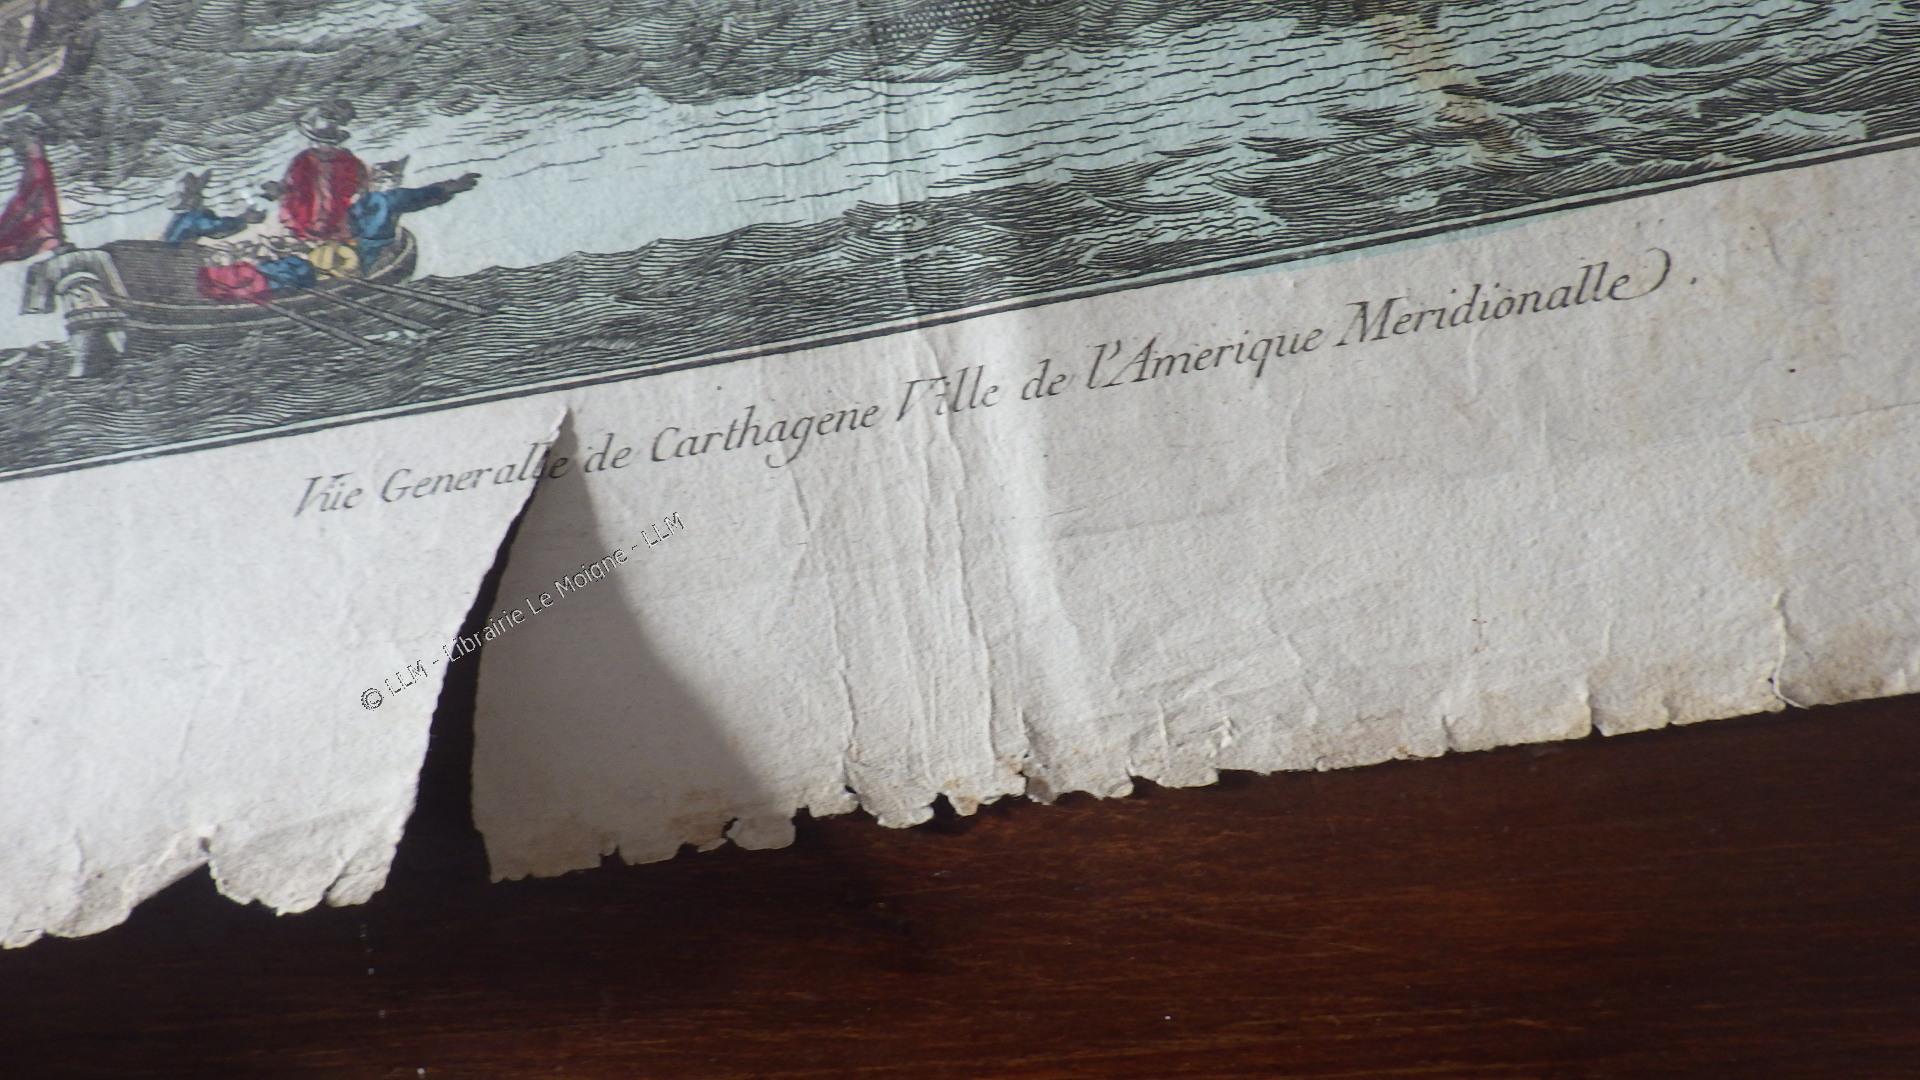 Vüe Generalle de Carthagene Ville de l'Amerique Meridionalle.
© LLM - Librairie Le Moigne - LLM